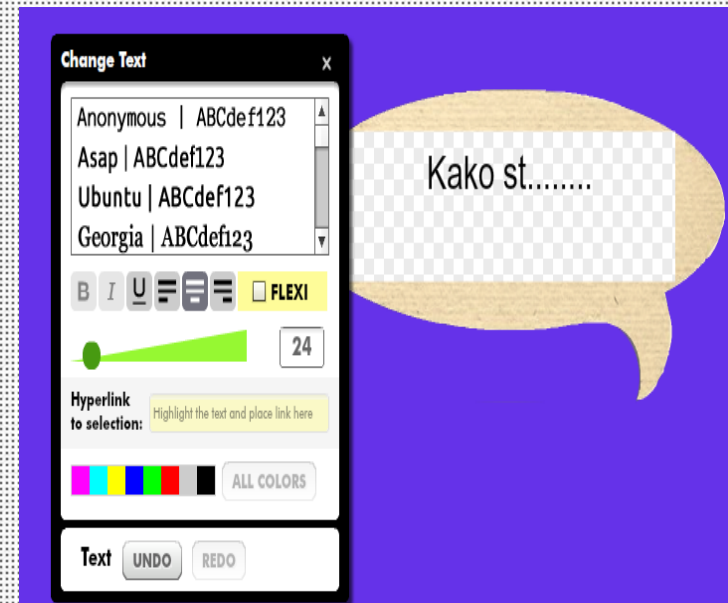 Change Text x
Anonymous | ABCdef123
Asap | ABCdef123
Ubuntu | ABCdef123
Georgia | ABCdef123
B I U FLEXI
24
Hyperlink
to selection:
Highlight the text and place link here
ALL COLORS
Text UNDO REDO
Kako st........